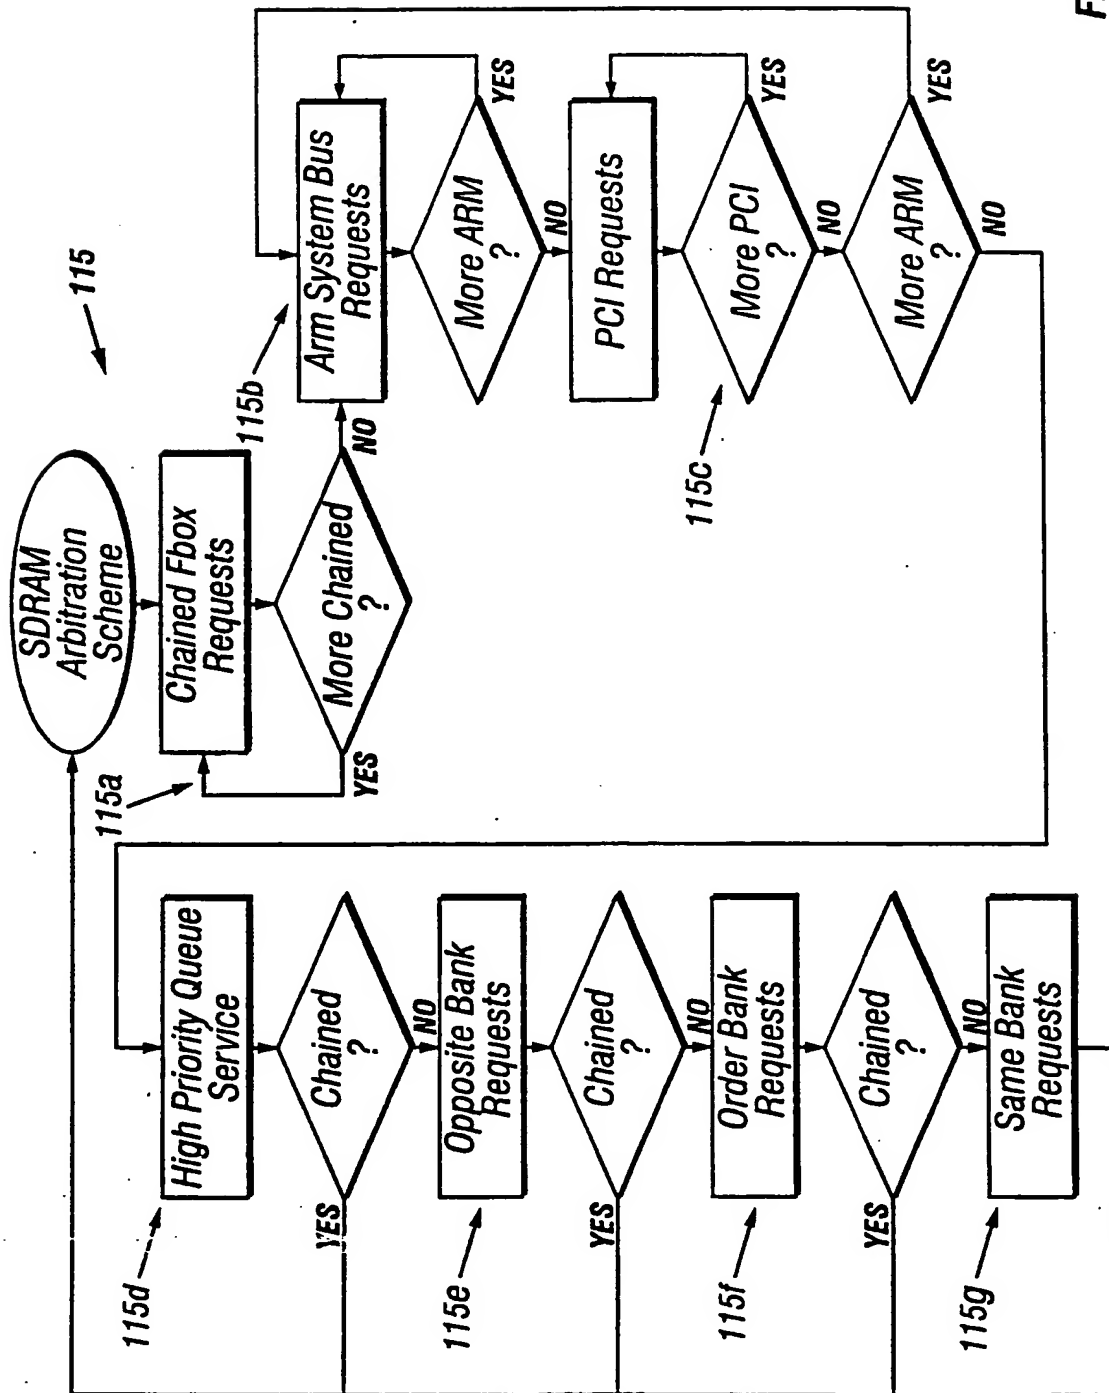 115
SDRAM
Arbitration
Scheme
115a
Chained Fbox
Requests
More Chained
?
YES
NO
115b
Arm System Bus
Requests
More ARM
?
YES
NO
PCI Requests
115c
More PCI
?
YES
NO
More ARM
?
YES
NO
115d
High Priority Queue
Service
Chained
?
YES
NO
115e
Opposite Bank
Requests
Chained
?
YES
NO
115f
Order Bank
Requests
Chained
?
YES
NO
115g
Same Bank
Requests